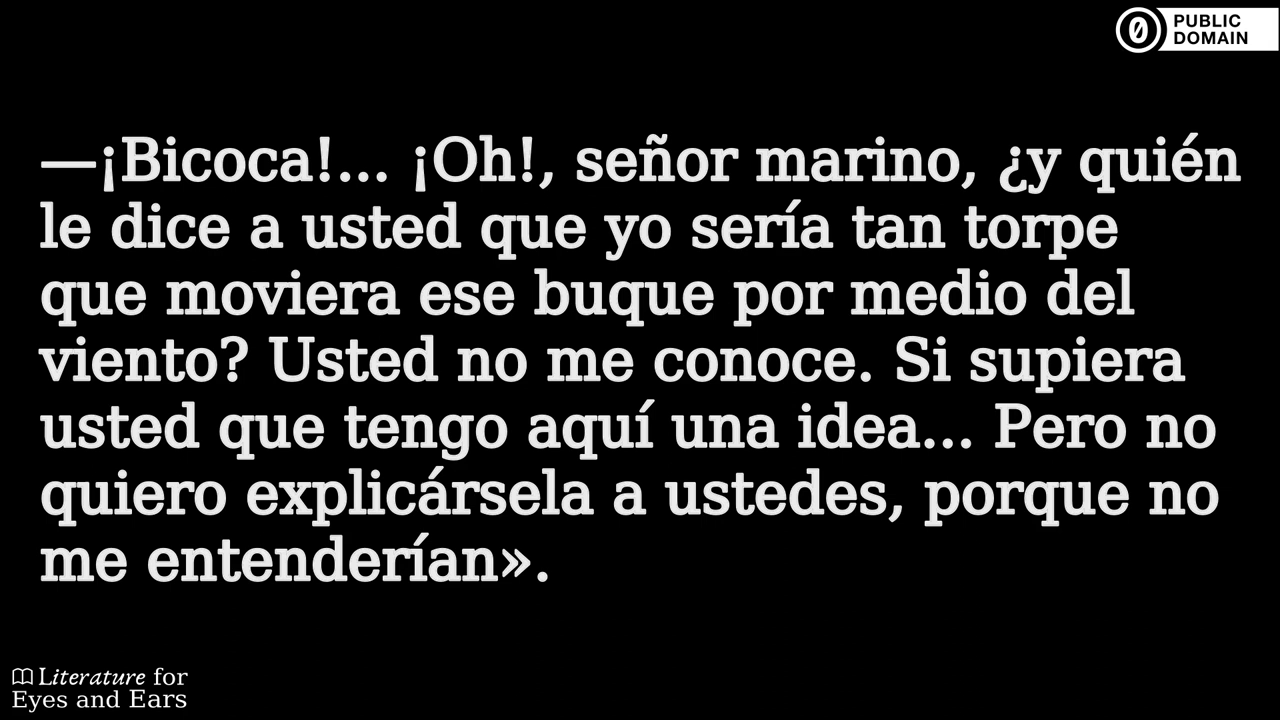 PUBLIC
DOMAIN
—¡Bicoca!... ¡Oh!, señor marino, ¿y quién
le dice a usted que yo sería tan torpe
que moviera ese buque por medio del
viento? Usted no me conoce. Si supiera
usted que tengo aquí una idea... Pero no
quiero explicársela a ustedes, porque no
me entenderían».
Literature for
Eyes and Ears